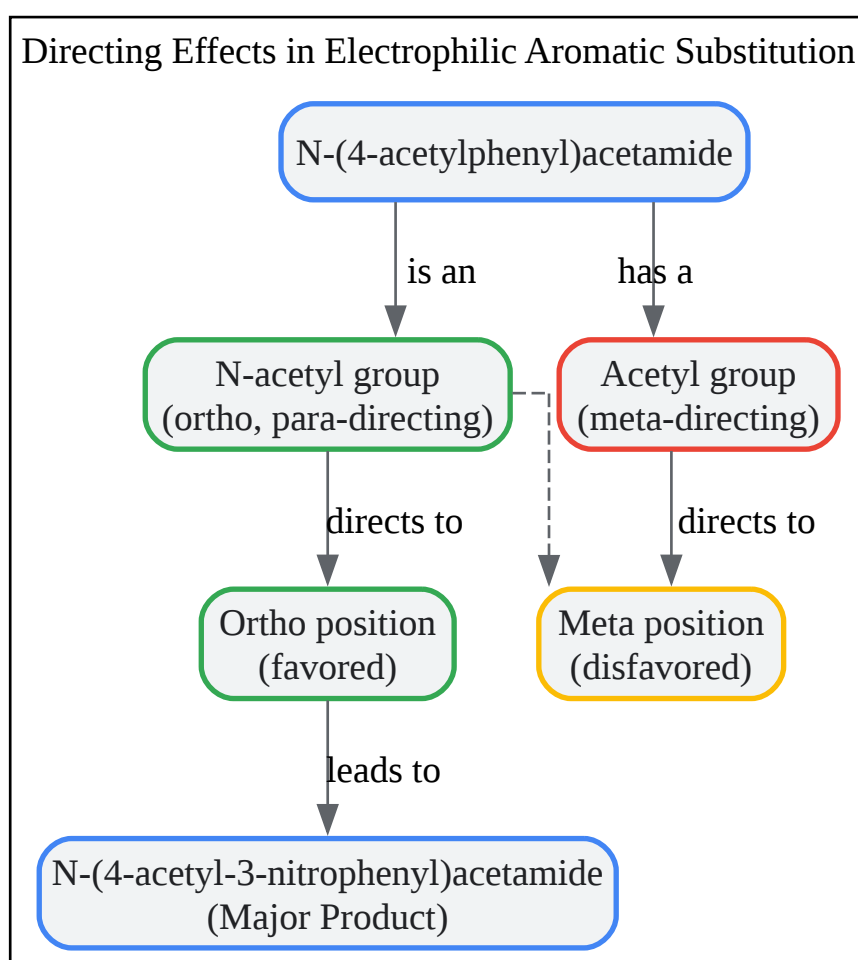 Directing Effects in Electrophilic Aromatic Substitution
N-(4-acetylphenyl)acetamide
is an
has a
N-acetyl group
(ortho, para-directing)
Acetyl group
(meta-directing)
directs to
directs to
Ortho position
(favored)
Meta position
(disfavored)
leads to
N-(4-acetyl-3-nitrophenyl)acetamide
(Major Product)